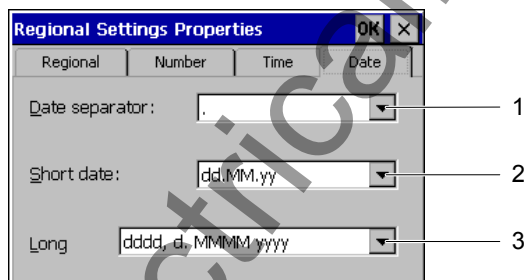 Regional Settings Properties OK ×
Regional Number Time Date
Date separator: . 1
Short date: dd.MM.yy 2
Long dddd, d. MMMM yyyy 3